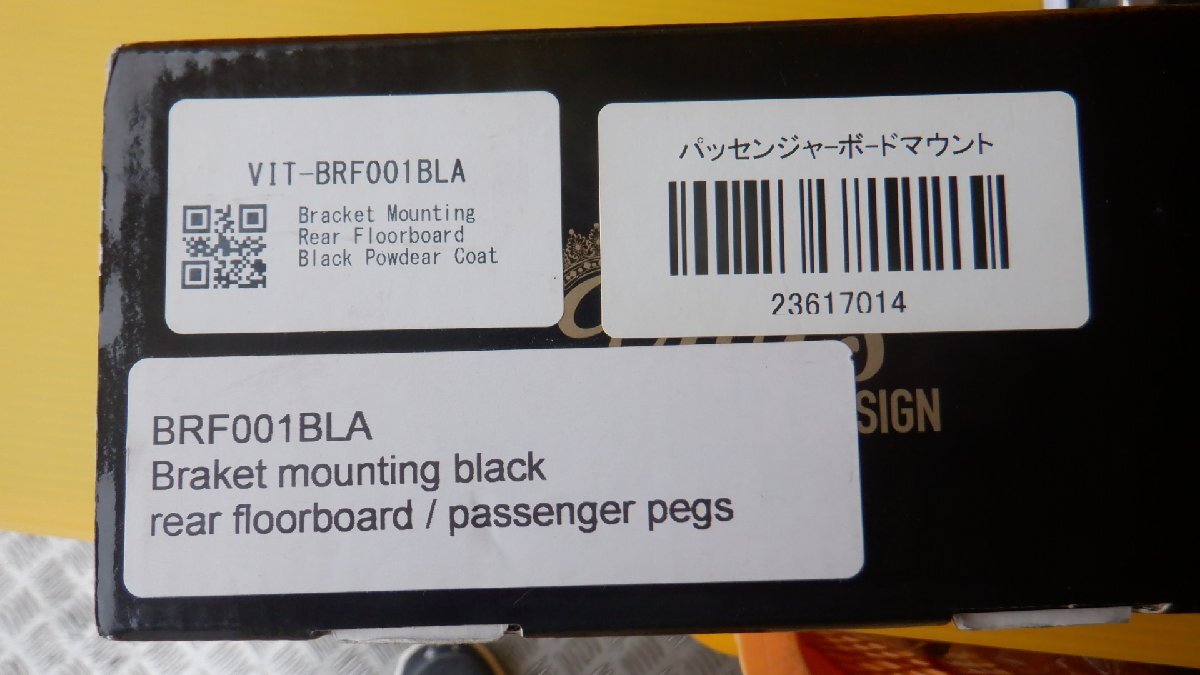 VIT-BRF001BLA
Bracket Mounting
Rear Floorboard
Black Powdear Coat
パッセンジャーボードマウント
23617014
SIGN
BRF001BLA
Braket mounting black
rear floorboard / passenger pegs